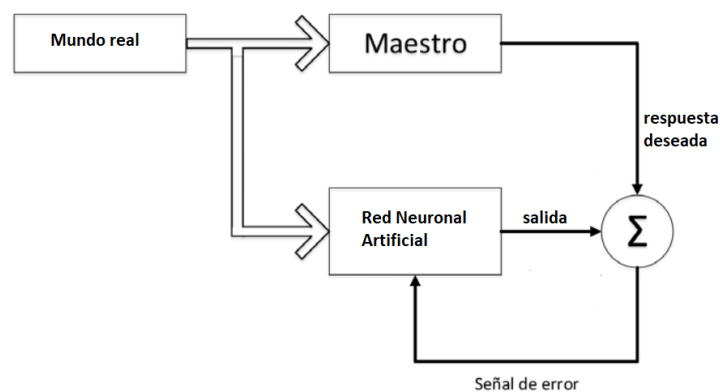 Mundo real
Maestro
respuesta
deseada
Red Neuronal
Artificial
salida
Σ
Señal de error